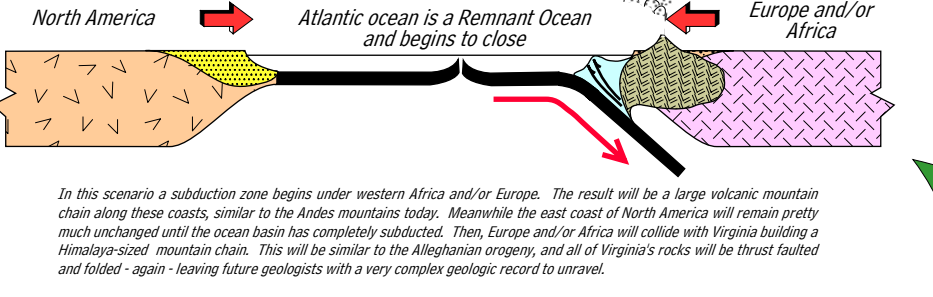 North America
Atlantic ocean is a Remnant Ocean
and begins to close
Europe and/or
Africa
In this scenario a subduction zone begins under western Africa and/or Europe. The result will be a large volcanic mountain
chain along these coasts, similar to the Andes mountains today. Meanwhile the east coast of North America will remain pretty
much unchanged until the ocean basin has completely subducted. Then, Europe and/or Africa will collide with Virginia building a
Himalaya-sized mountain chain. This will be similar to the Alleghanian orogeny, and all of Virginia's rocks will be thrust faulted
and folded - again - leaving future geologists with a very complex geologic record to unravel.